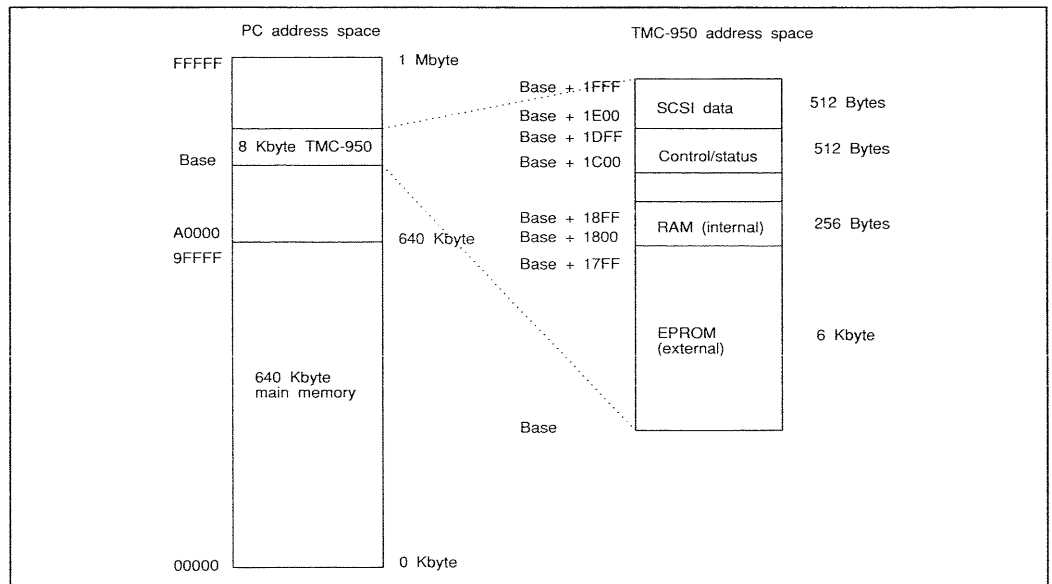 PC address space
FFFFF
1 Mbyte
8 Kbyte TMC-950
Base
A0000
640 Kbyte
9FFFF
640 Kbyte
main memory
00000
0 Kbyte
TMC-950 address space
Base + 1FFF
SCSI data
512 Bytes
Base + 1E00
Base + 1DFF
Control/status
512 Bytes
Base + 1C00
Base + 18FF
RAM (internal)
256 Bytes
Base + 1800
Base + 17FF
EPROM
(external)
6 Kbyte
Base